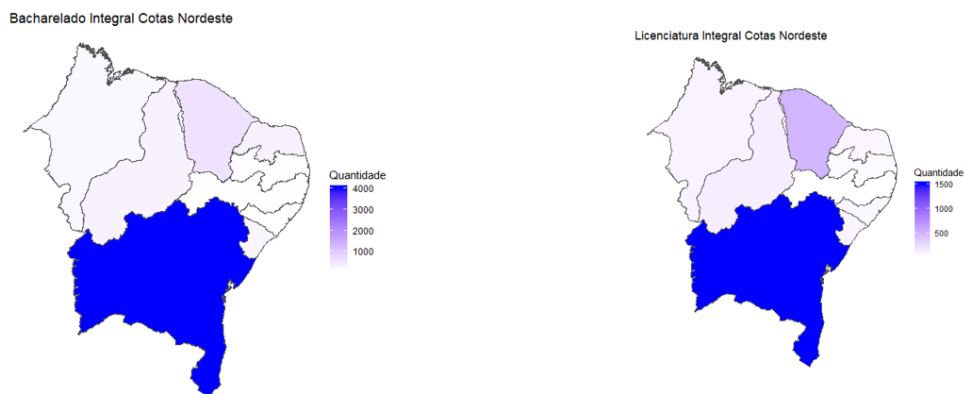 Bacharelado Integral Cotas Nordeste
Quantidade
4000
3000
2000
1000
Licenciatura Integral Cotas Nordeste
Quantidade
1500
1000
500